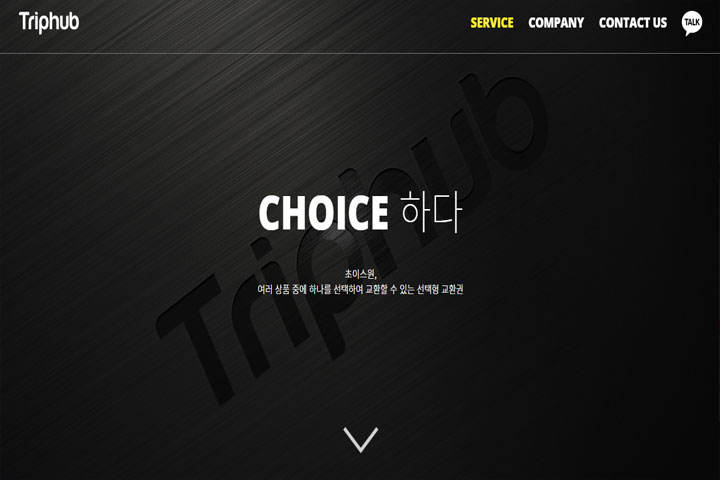 Triphub
SERVICE COMPANY CONTACT US TALK
Triphub
CHOICE 하다
초이스원,
여러 상품 중에 하나를 선택하여 교환할 수 있는 선택형 교환권